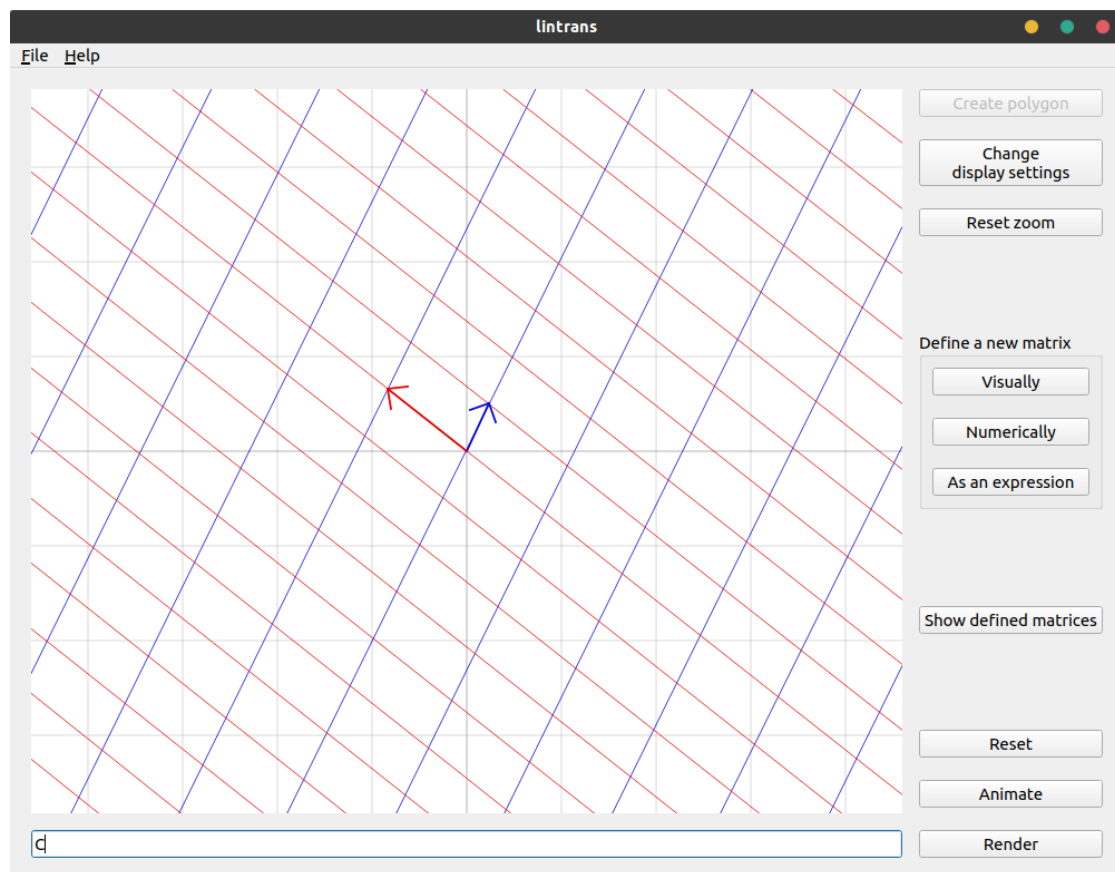 lintrans
File Help
Create polygon
Change
display settings
Reset zoom
Define a new matrix
Visually
Numerically
As an expression
Show defined matrices
Reset
Animate
C
Render